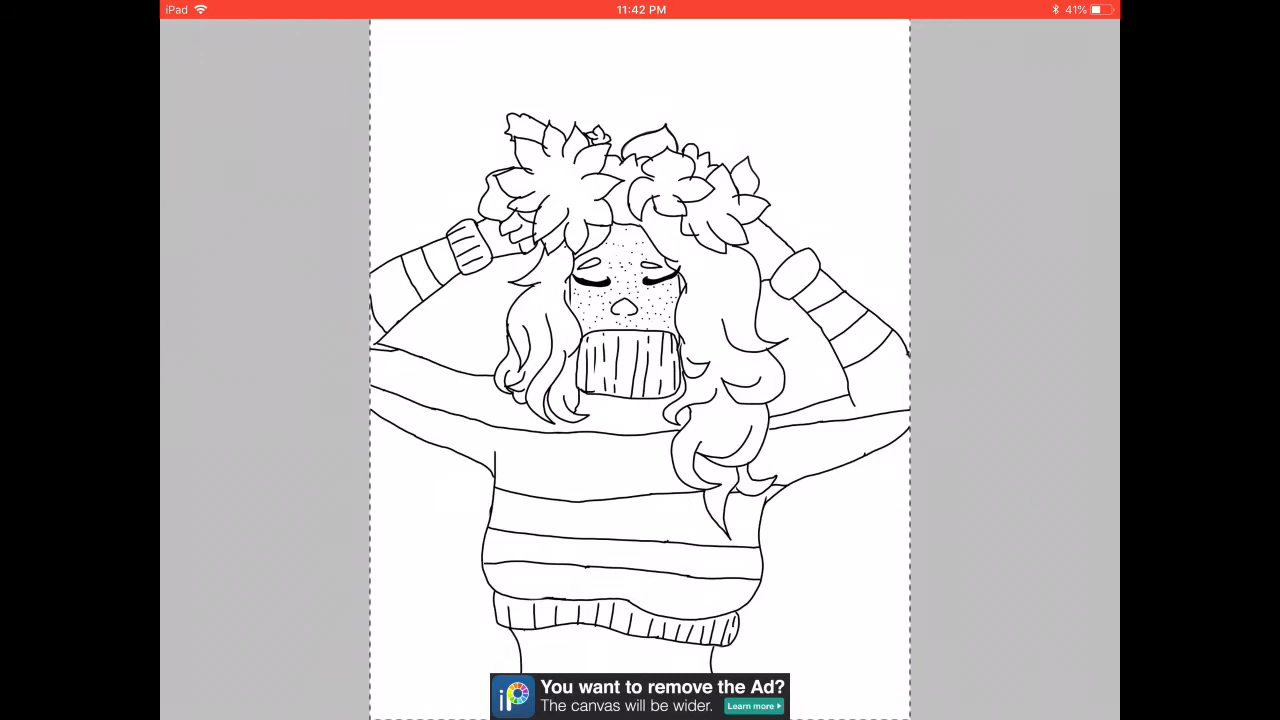 iPad 11:42 PM 41%
You want to remove the Ad?
The canvas will be wider.
Learn more